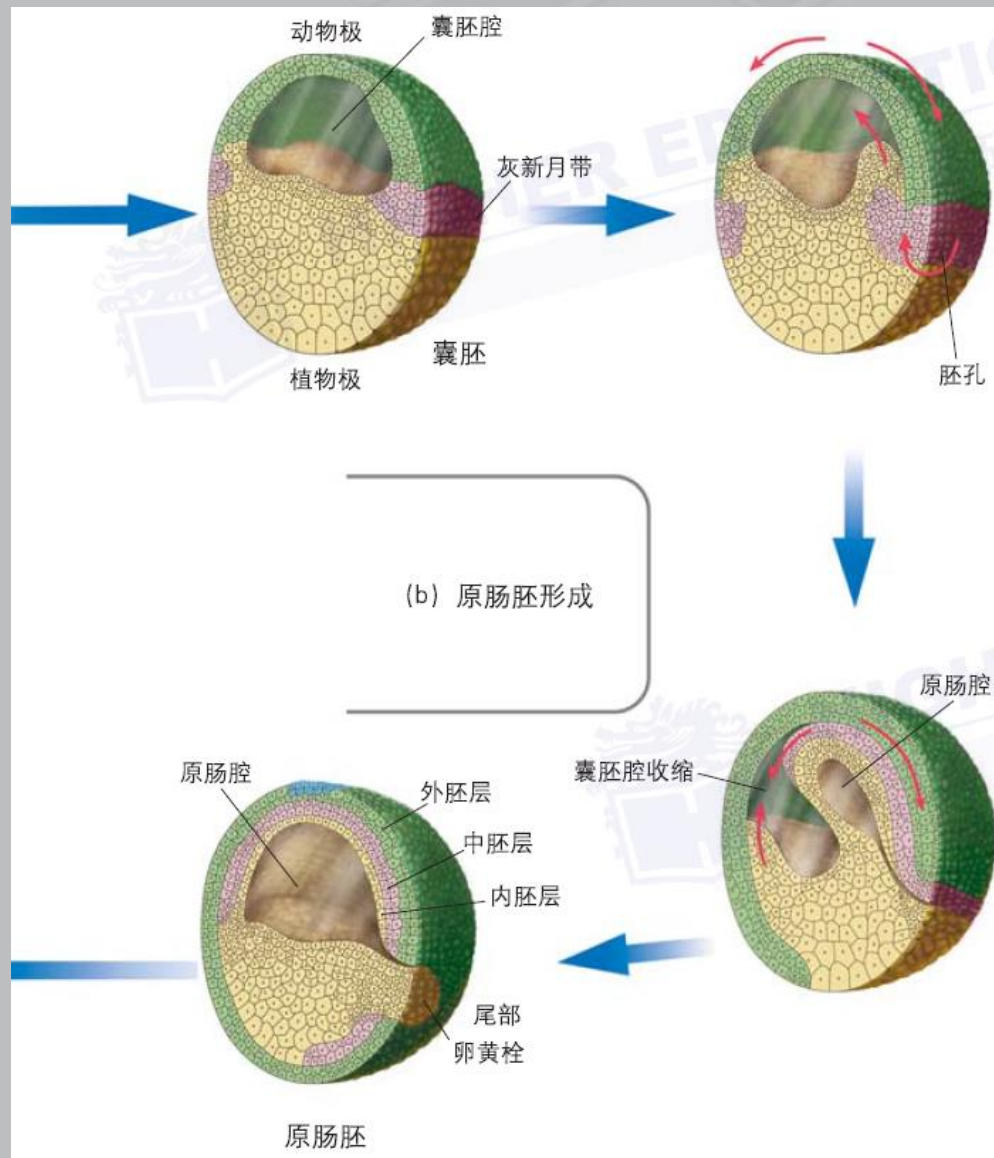 动物极
囊胚腔
灰新月带
囊胚
植物极
胚孔
(b) 原肠胚形成
原肠腔
囊胚腔收缩
原肠腔
外胚层
中胚层
内胚层
尾部
卵黄栓
原肠胚